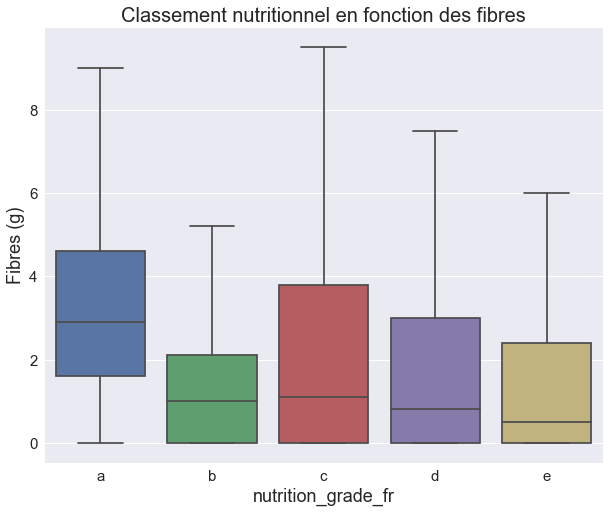 Classement nutritionnel en fonction des fibres
Fibres (g)
8
6
4
2
0
a b c d e
nutrition_grade_fr